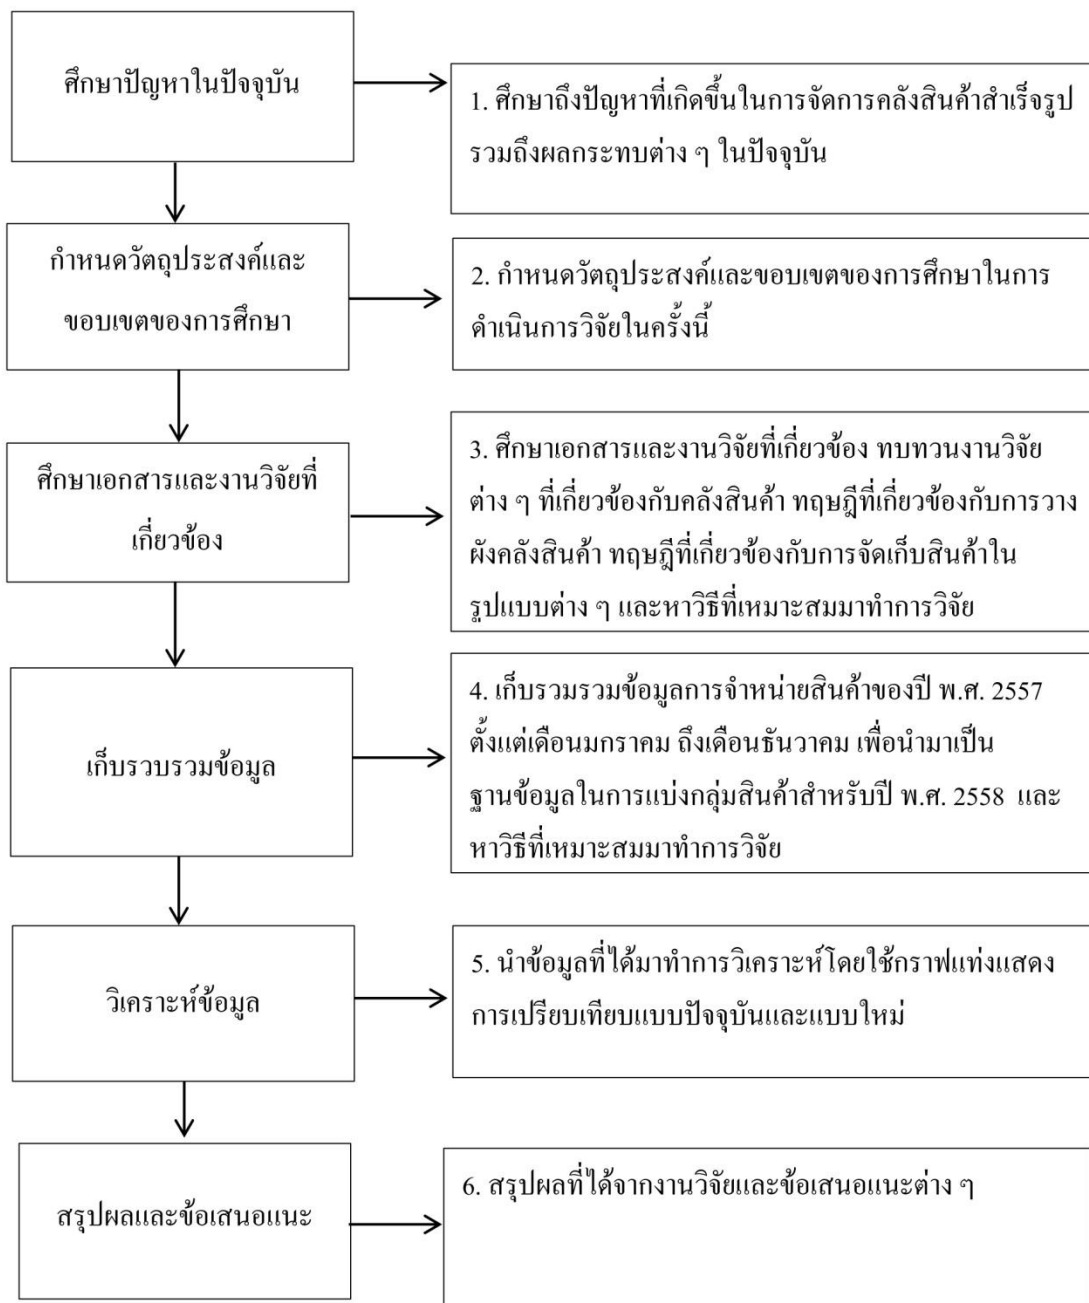 ศึกษาปัญหาในปัจจุบัน
1. ศึกษาถึงปัญหาที่เกิดขึ้นในการจัดการคลังสินค้าสำเร็จรูป
รวมถึงผลกระทบต่าง ๆ ในปัจจุบัน
กำหนดวัตถุประสงค์และ
ขอบเขตของการศึกษา
2. กำหนดวัตถุประสงค์และขอบเขตของการศึกษาในการ
ดำเนินการวิจัยในครั้งนี้
ศึกษาเอกสารและงานวิจัยที่
เกี่ยวข้อง
3. ศึกษาเอกสารและงานวิจัยที่เกี่ยวข้อง ทบทวนงานวิจัย
ต่าง ๆ ที่เกี่ยวข้องกับคลังสินค้า ทฤษฎีที่เกี่ยวข้องกับการวาง
ผังคลังสินค้า ทฤษฎีที่เกี่ยวข้องกับการจัดเก็บสินค้าใน
รูปแบบต่าง ๆ และหาวิธีที่เหมาะสมมาทำการวิจัย
เก็บรวบรวมข้อมูล
4. เก็บรวมรวมข้อมูลการจำหน่ายสินค้าของปี พ.ศ. 2557
ตั้งแต่เดือนมกราคม ถึงเดือนธันวาคม เพื่อนำมาเป็น
ฐานข้อมูลในการแบ่งกลุ่มสินค้าสำหรับปี พ.ศ. 2558 และ
หาวิธีที่เหมาะสมมาทำการวิจัย
วิเคราะห์ข้อมูล
5. นำข้อมูลที่ได้มาทำการวิเคราะห์โดยใช้กราฟแท่งแสดง
การเปรียบเทียบแบบปัจจุบันและแบบใหม่
สรุปผลและข้อเสนอแนะ
6. สรุปผลที่ได้จากงานวิจัยและข้อเสนอแนะต่าง ๆ